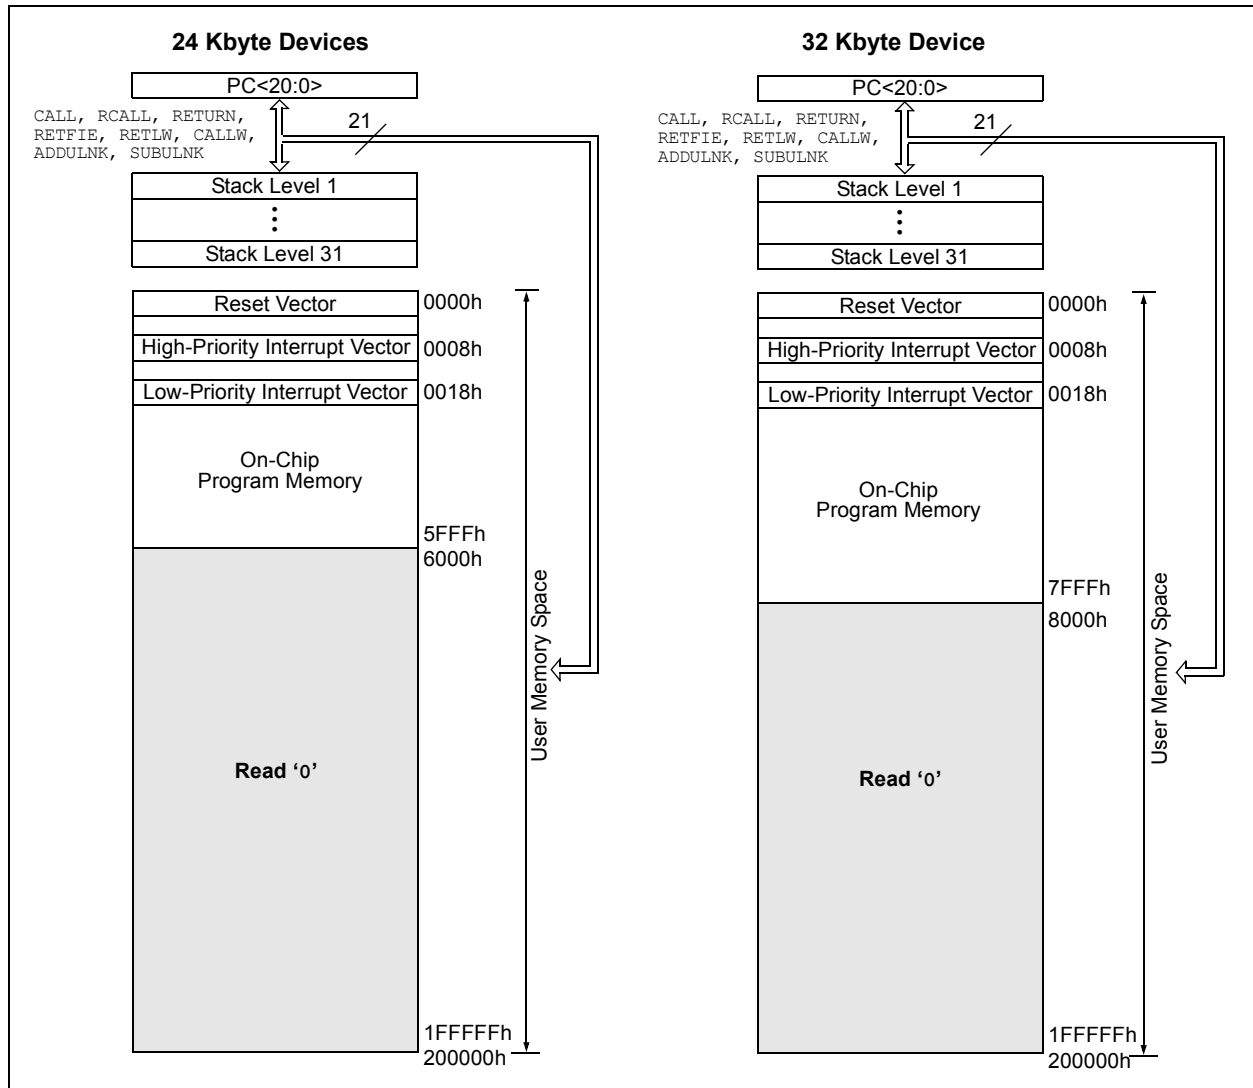 24 Kbyte Devices
PC<20:0>
CALL, RCALL, RETURN,
RETFIE, RETLW, CALLW,
ADDULNK, SUBULNK
21
Stack Level 1
Stack Level 31
Reset Vector
0000h
High-Priority Interrupt Vector
0008h
Low-Priority Interrupt Vector
0018h
On-Chip
Program Memory
5FFFh
6000h
User Memory Space
Read ‘0’
1FFFFFh
200000h
32 Kbyte Device
PC<20:0>
CALL, RCALL, RETURN,
RETFIE, RETLW, CALLW,
ADDULNK, SUBULNK
21
Stack Level 1
Stack Level 31
Reset Vector
0000h
High-Priority Interrupt Vector
0008h
Low-Priority Interrupt Vector
0018h
On-Chip
Program Memory
7FFFh
8000h
User Memory Space
Read ‘0’
1FFFFFh
200000h